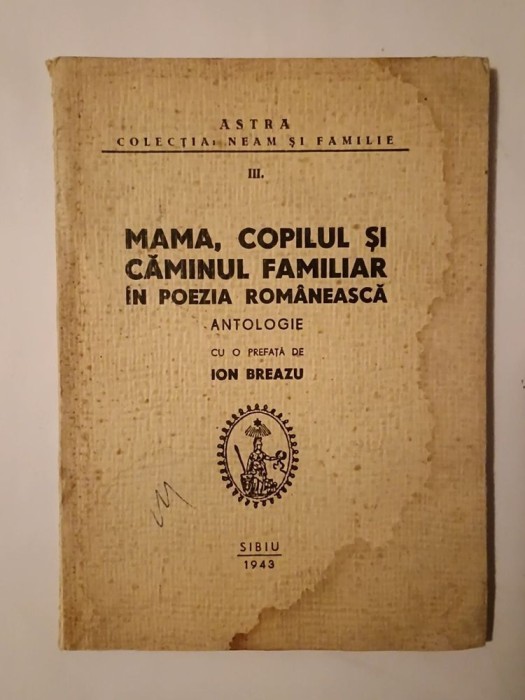 ASTRA
COLECȚIA: NEAM ȘI FAMILIE
III.
MAMA, COPILUL ȘI
CĂMINUL FAMILIAR
ÎN POEZIA ROMÂNEASCĂ
ANTOLOGIE
CU O PREFAȚĂ DE
ION BREAZU
SIBIU
1943